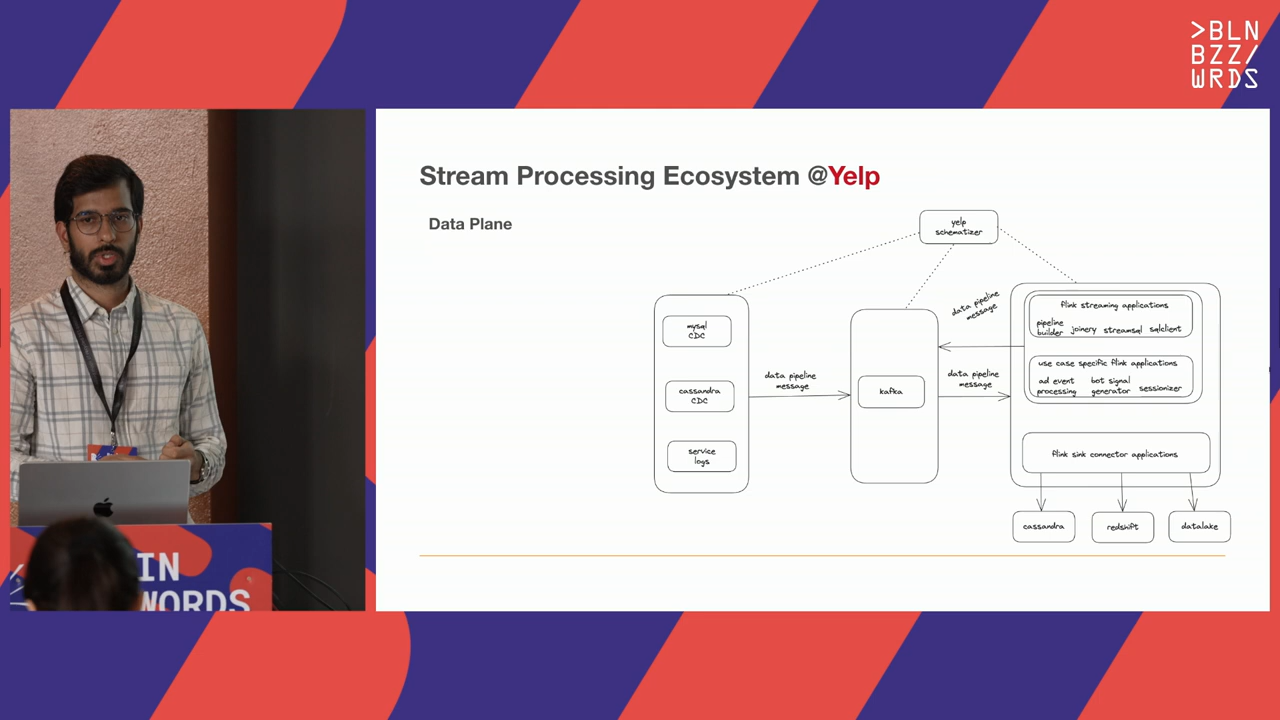 >BLN
BZZ/
WRDS
Stream Processing Ecosystem @Yelp
Data Plane
yelp
schematizer
mysql
CDC
cassandra
CDC
service
logs
data pipeline
message
kafka
data pipeline
message
data pipeline
message
flink streaming applications
pipeline
builder
joinery
streamsql
sqlclient
use case specific flink applications
ad event
processing
bot signal
generator
sessionizer
flink sink connector applications
cassandra
redshift
datalake
IN
WORDS